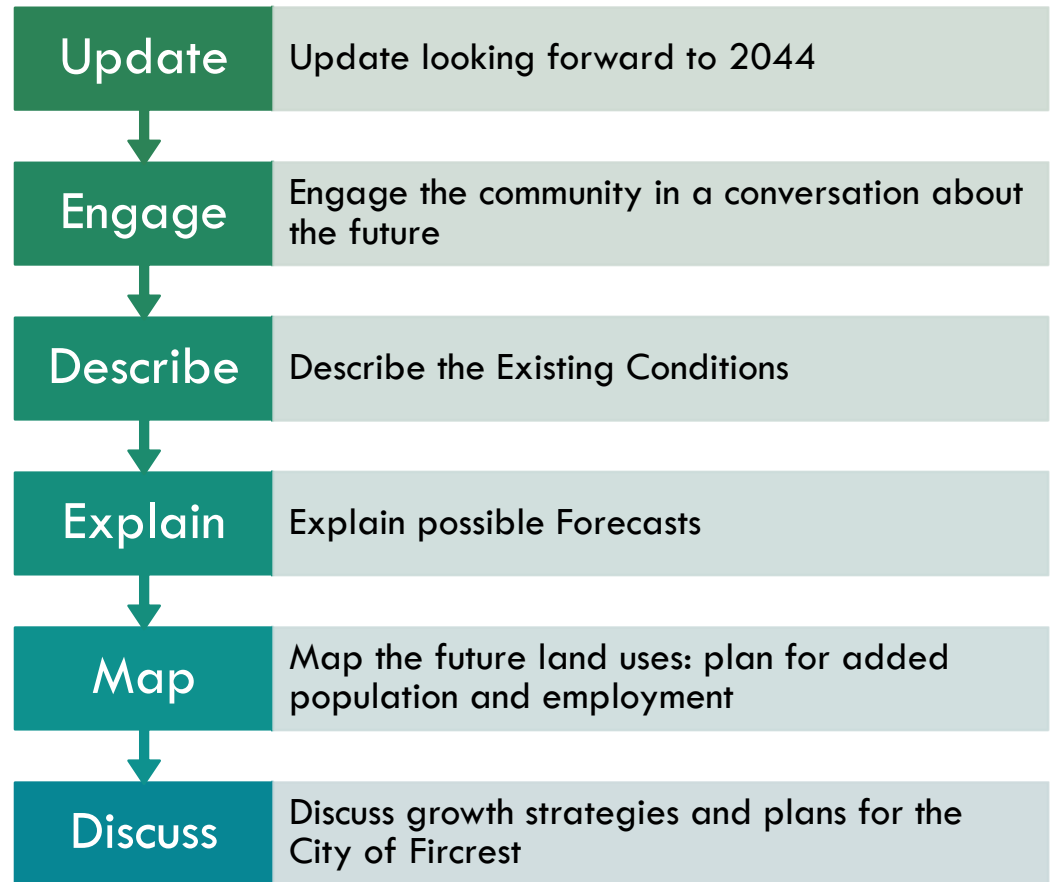 Update
Update looking forward to 2044
Engage
Engage the community in a conversation about
the future
Describe
Describe the Existing Conditions
Explain
Explain possible Forecasts
Map
Map the future land uses: plan for added
population and employment
Discuss
Discuss growth strategies and plans for the
City of Fircrest